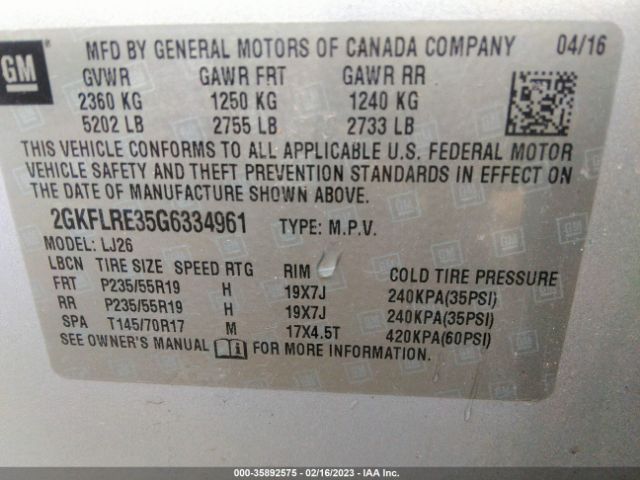 GM MFD BY GENERAL MOTORS OF CANADA COMPANY 04/16
GVWR GAWR FRT GAWR RR
2360 KG 1250 KG 1240 KG
5202 LB 2755 LB 2733 LB
THIS VEHICLE CONFORMS TO ALL APPLICABLE U.S. FEDERAL MOTOR
VEHICLE SAFETY AND THEFT PREVENTION STANDARDS IN EFFECT ON
THE DATE OF MANUFACTURE SHOWN ABOVE.
2GKFLRE35G6334961 TYPE: M.P.V.
MODEL: LJ26
LBCN TIRE SIZE SPEED RTG RIM COLD TIRE PRESSURE
FRT P235/55R19 H 19X7J 240KPA(35PSI)
RR P235/55R19 H 19X7J 240KPA(35PSI)
SPA T145/70R17 M 17X4.5T 420KPA(60PSI)
SEE OWNER'S MANUAL FOR MORE INFORMATION.
000-35892575 - 02/16/2023 - IAA Inc.